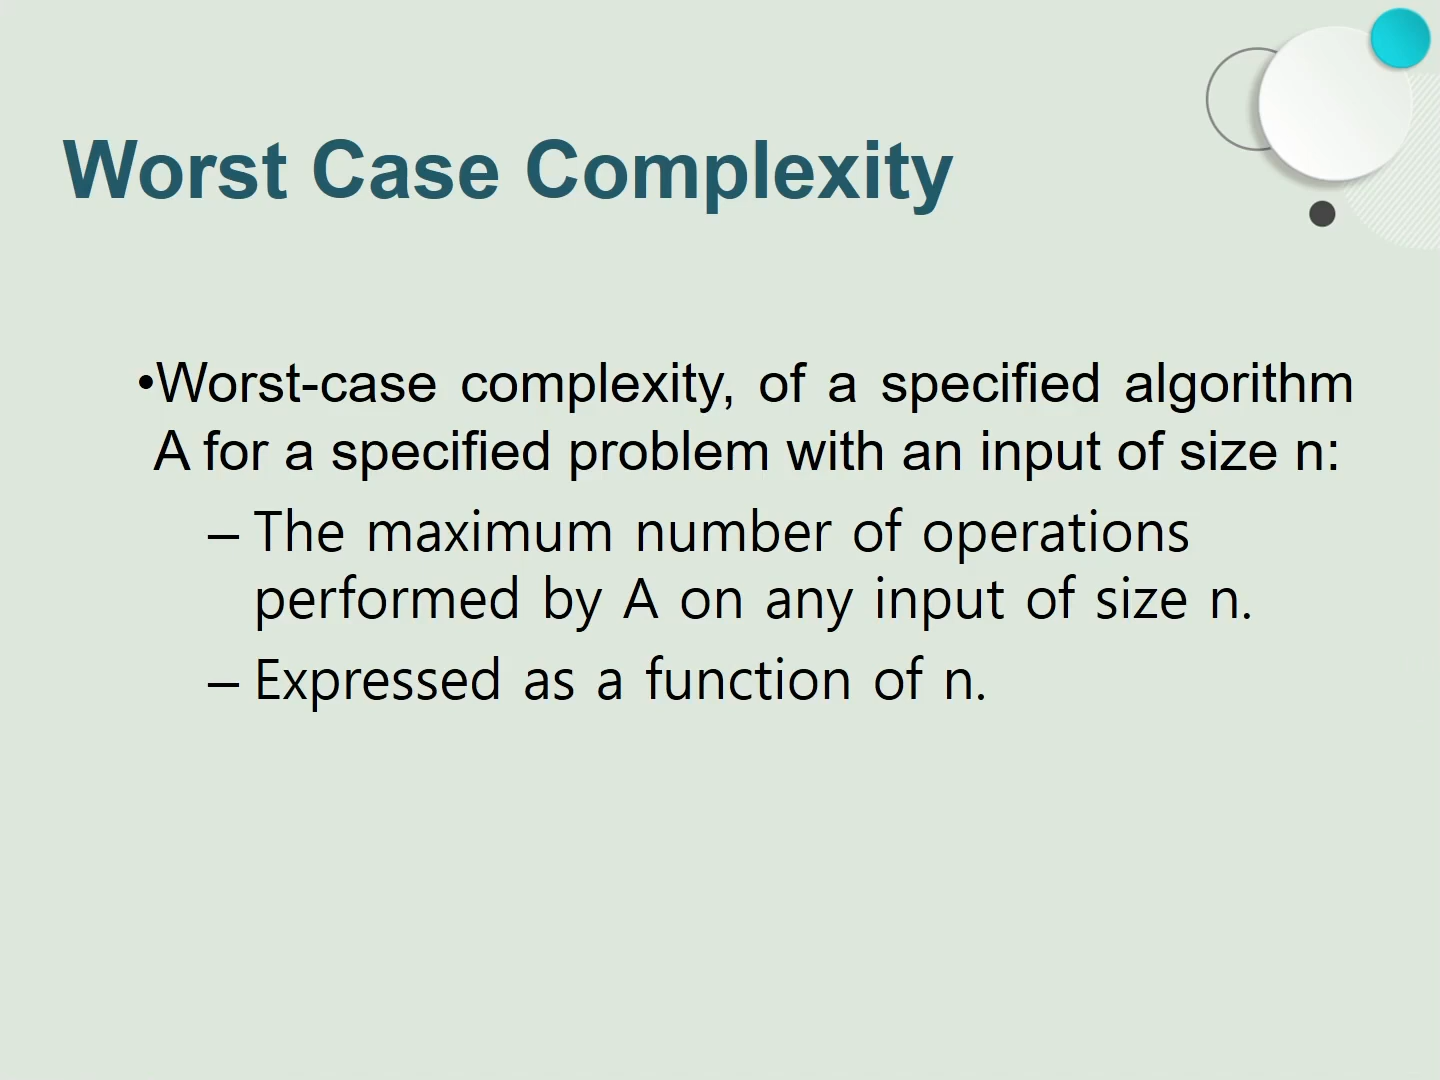 Worst Case Complexity
•Worst-case complexity, of a specified algorithm
A for a specified problem with an input of size n:
– The maximum number of operations
performed by A on any input of size n.
– Expressed as a function of n.